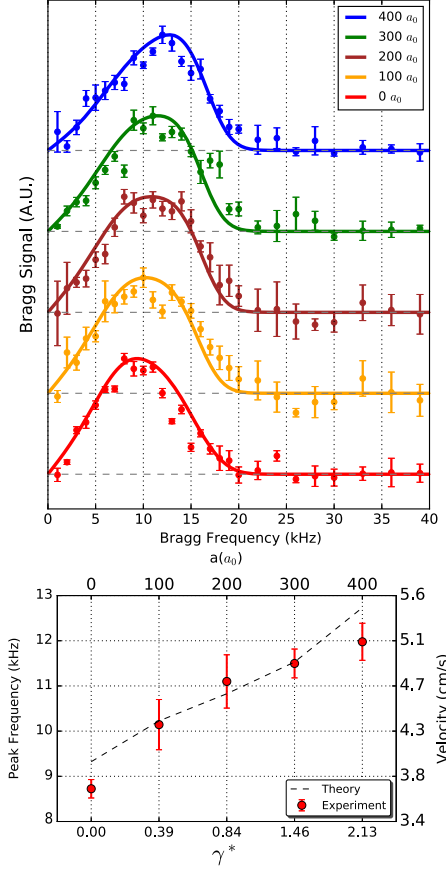 400 a₀
300 a₀
200 a₀
100 a₀
0 a₀
Bragg Signal (A.U.)
0 5 10 15 20 25 30 35 40
Bragg Frequency (kHz)
a(a₀)
0 100 200 300 400
13
12
11
10
9
8
Peak Frequency (kHz)
5.6
5.1
4.7
4.3
3.8
3.4
Velocity (cm/s)
Theory
Experiment
0.00 0.39 0.84 1.46 2.13
γ*